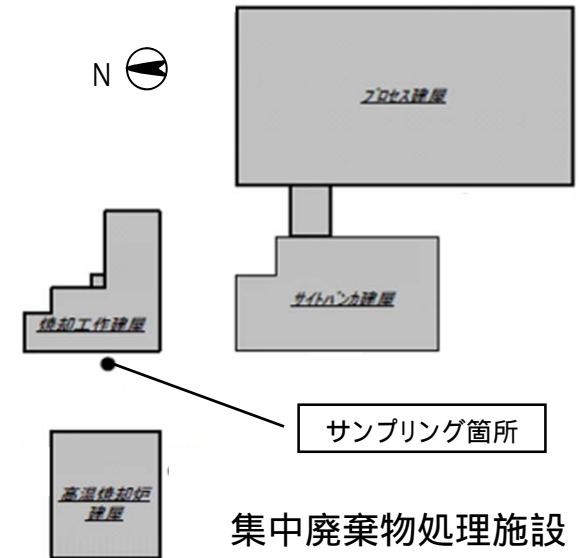 プロセス建屋
N
サイトバンカ建屋
焼却工作建屋
サンプリング箇所
高温焼却炉
建屋
集中廃棄物処理施設